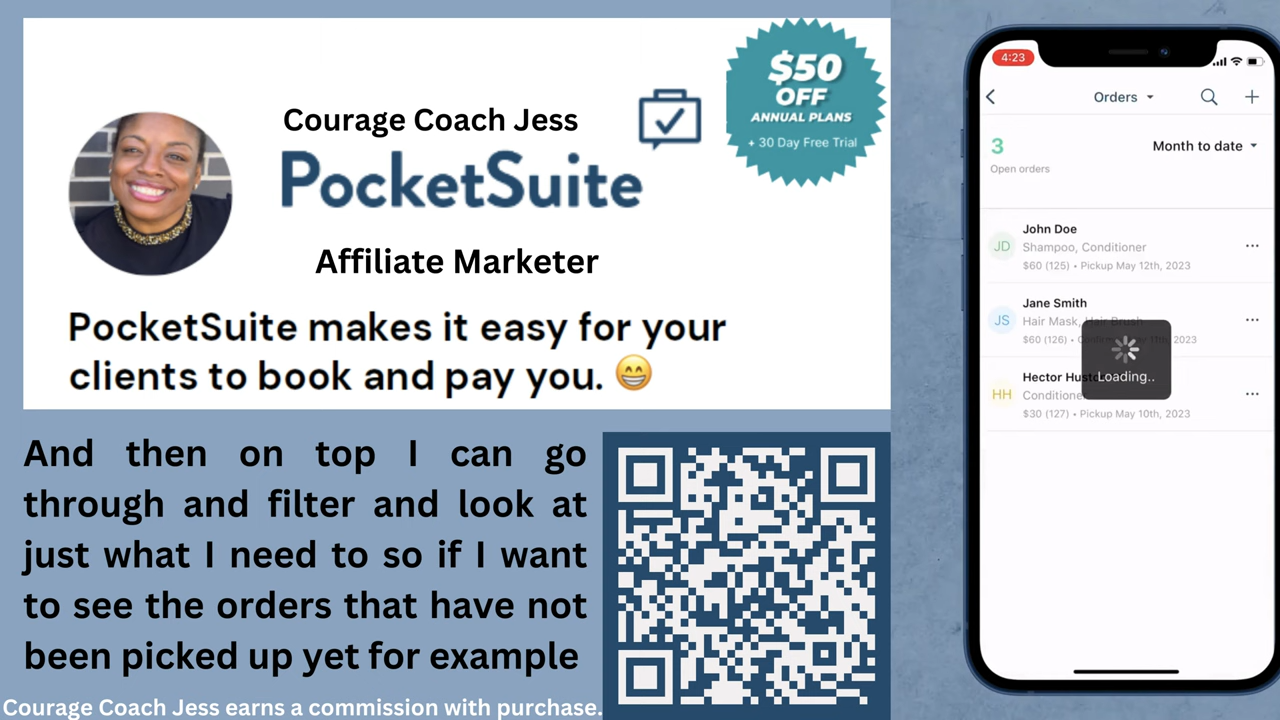 Courage Coach Jess
PocketSuite
Affiliate Marketer
$50
OFF
ANNUAL PLANS
+ 30 Day Free Trial
PocketSuite makes it easy for your
clients to book and pay you. 😁
And then on top I can go
through and filter and look at
just what I need to so if I want
to see the orders that have not
been picked up yet for example
Courage Coach Jess earns a commission with purchase.
4:23
Orders
3
Month to date
Open orders
JD
John Doe
Shampoo, Conditioner
$60 (125) • Pickup May 12th, 2023
JS
Jane Smith
Hair Mask, Hair Brush
$60 (126) •
HH
Hector
Loading..
$30 (127) • Pickup May 10th, 2023